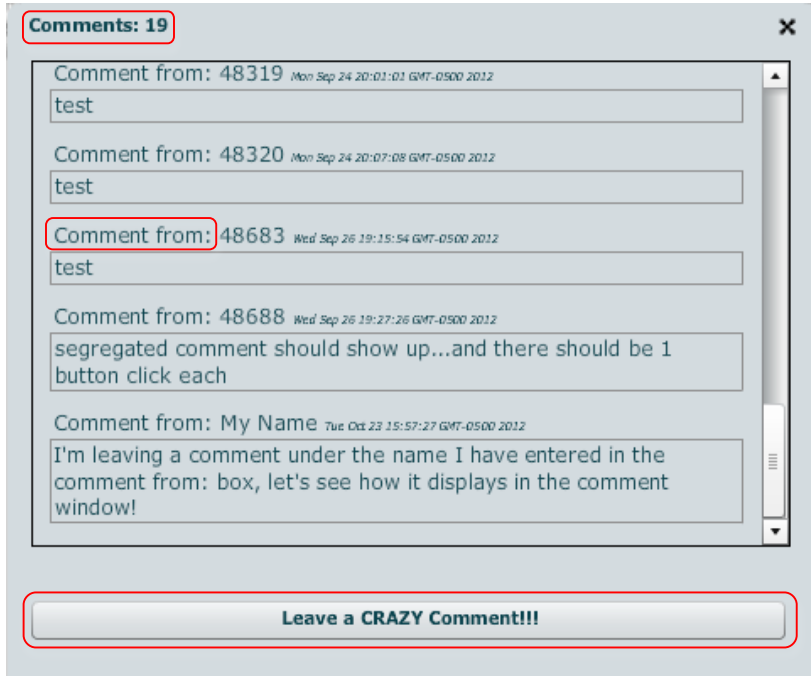 Comments: 19
Comment from: 48319 Mon Sep 24 20:01:01 GMT-0500 2012
test
Comment from: 48320 Mon Sep 24 20:07:08 GMT-0500 2012
test
Comment from: 48683 Wed Sep 26 19:15:54 GMT-0500 2012
test
Comment from: 48688 Wed Sep 26 19:27:26 GMT-0500 2012
segregated comment should show up...and there should be 1
button click each
Comment from: My Name Tue Oct 23 15:57:27 GMT-0500 2012
I'm leaving a comment under the name I have entered in the
comment from: box, let's see how it displays in the comment
window!
Leave a CRAZY Comment!!!